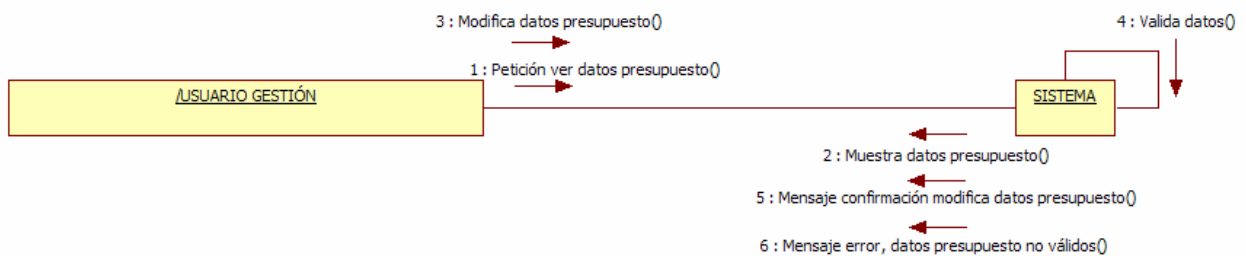 3 : Modifica datos presupuesto()
4 : Valida datos()
1 : Petición ver datos presupuesto()
/USUARIO GESTIÓN
SISTEMA
2 : Muestra datos presupuesto()
5 : Mensaje confirmación modifica datos presupuesto()
6 : Mensaje error, datos presupuesto no válidos()